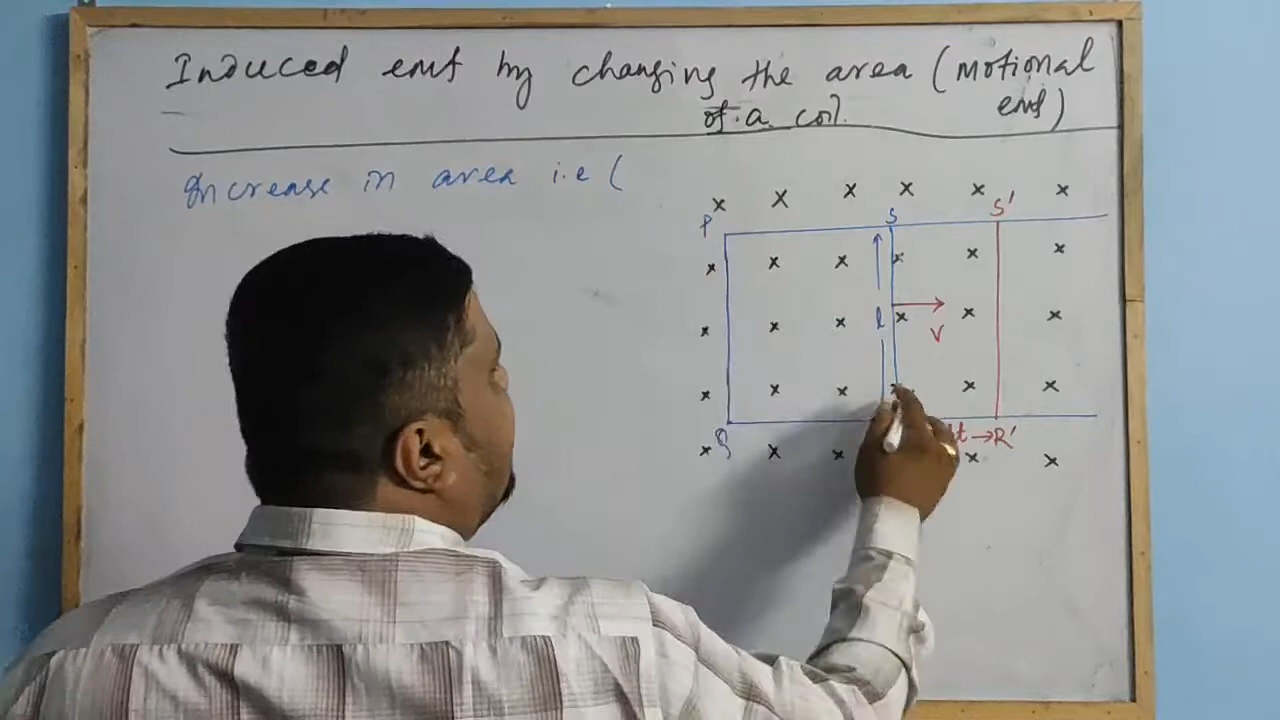 Induced emf by changing the area (motional
of a coil. emf)
Increase in area i.e (
P S S'
l
V
Q t → R'